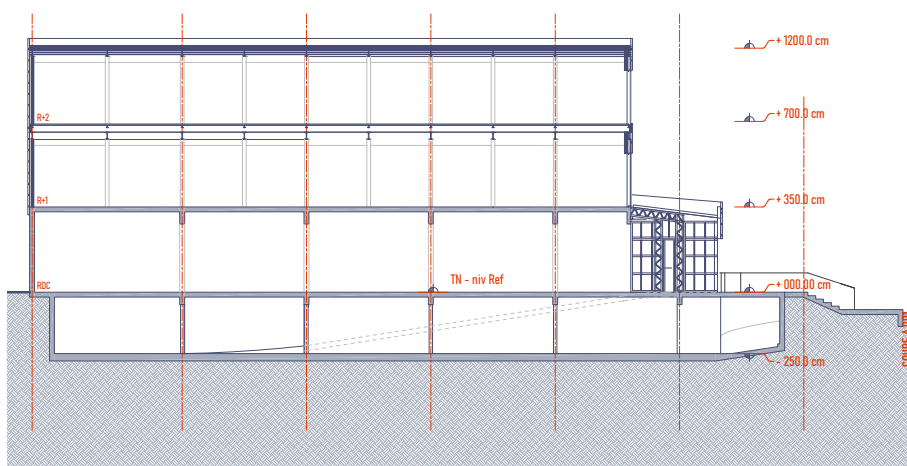 + 1200.0 cm
R+2
+ 700.0 cm
R+1
+ 350.0 cm
TN - niv Ref
RDC
+ 000.00 cm
- 250.0 cm